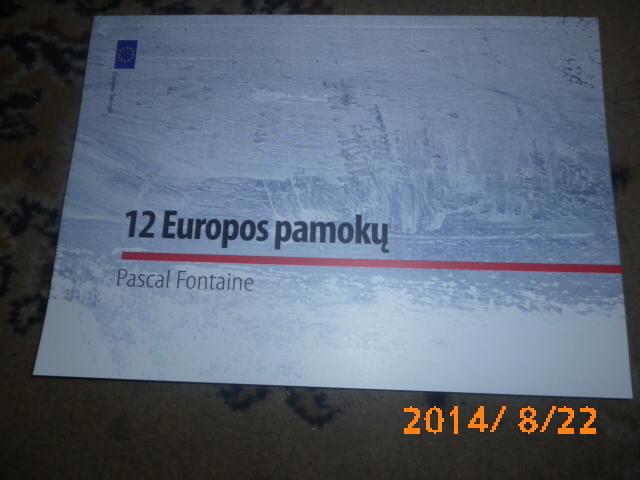 12 Europos pamokų
Pascal Fontaine
2014/ 8/22